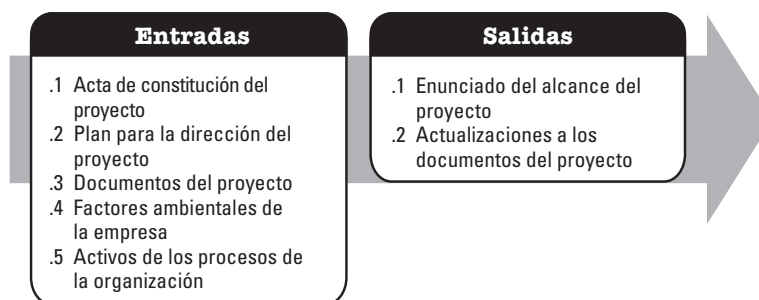 Entradas
.1 Acta de constitución del
proyecto
.2 Plan para la dirección del
proyecto
.3 Documentos del proyecto
.4 Factores ambientales de
la empresa
.5 Activos de los procesos de
la organización
Salidas
.1 Enunciado del alcance del
proyecto
.2 Actualizaciones a los
documentos del proyecto